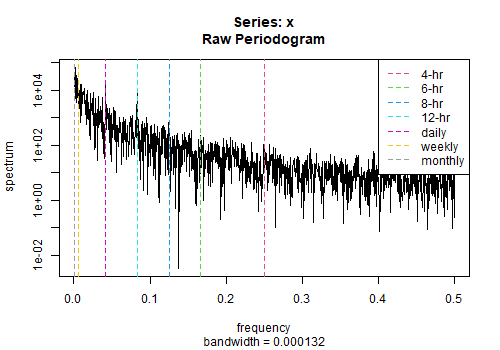 Series: x
Raw Periodogram
spectrum
1e+04
1e+02
1e+00
1e-02
4-hr
6-hr
8-hr
12-hr
daily
weekly
monthly
0.0 0.1 0.2 0.3 0.4 0.5
frequency
bandwidth = 0.000132